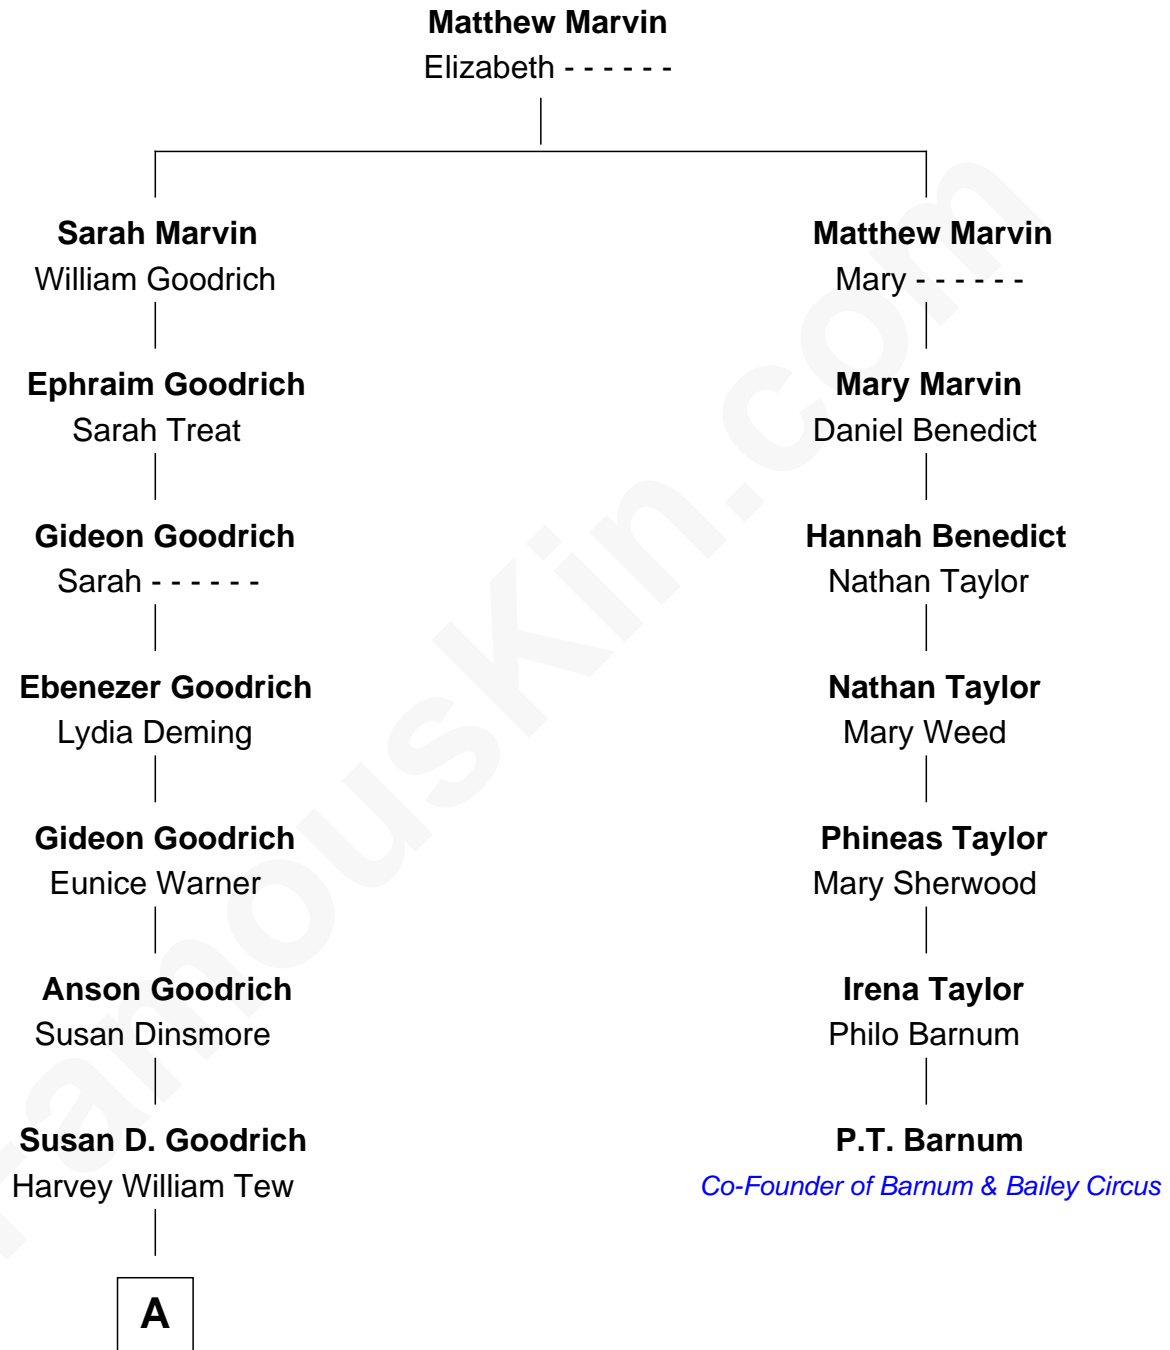 Matthew Marvin
Elizabeth - - - - - -
Sarah Marvin
William Goodrich
Ephraim Goodrich
Sarah Treat
Gideon Goodrich
Sarah - - - - - -
Ebenezer Goodrich
Lydia Deming
Gideon Goodrich
Eunice Warner
Anson Goodrich
Susan Dinsmore
Susan D. Goodrich
Harvey William Tew
A
Matthew Marvin
Mary - - - - - -
Mary Marvin
Daniel Benedict
Hannah Benedict
Nathan Taylor
Nathan Taylor
Mary Weed
Phineas Taylor
Mary Sherwood
Irena Taylor
Philo Barnum
P.T. Barnum
Co-Founder of Barnum & Bailey Circus
FamousKin.com